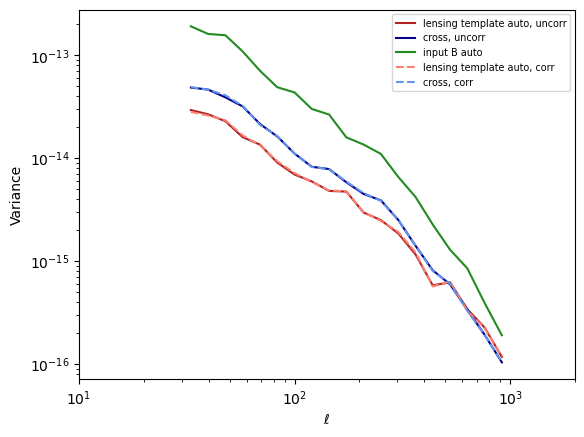 lensing template auto, uncorr
cross, uncorr
input B auto
lensing template auto, corr
cross, corr
Variance
10⁻¹³
10⁻¹⁴
10⁻¹⁵
10⁻¹⁶
10¹
10²
10³
ℓ